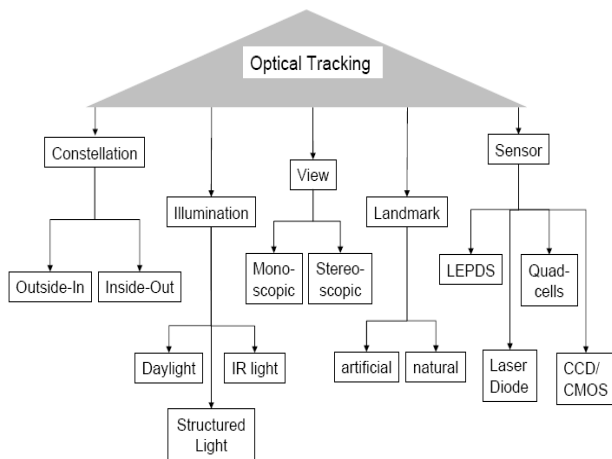 Optical Tracking
Constellation
Sensor
View
Illumination
Landmark
Outside-In
Inside-Out
Mono-
scopic
Stereo-
scopic
LEPDS
Quad-
cells
Daylight
IR light
artificial
natural
Laser
Diode
CCD/
CMOS
Structured
Light